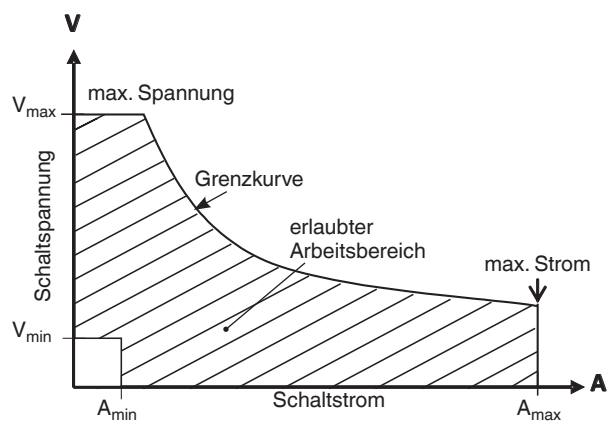 V
max. Spannung
Vmax
Grenzkurve
erlaubter
Arbeitsbereich
Schaltspannung
max. Strom
Vmin
A
Amin
Schaltstrom
Amax